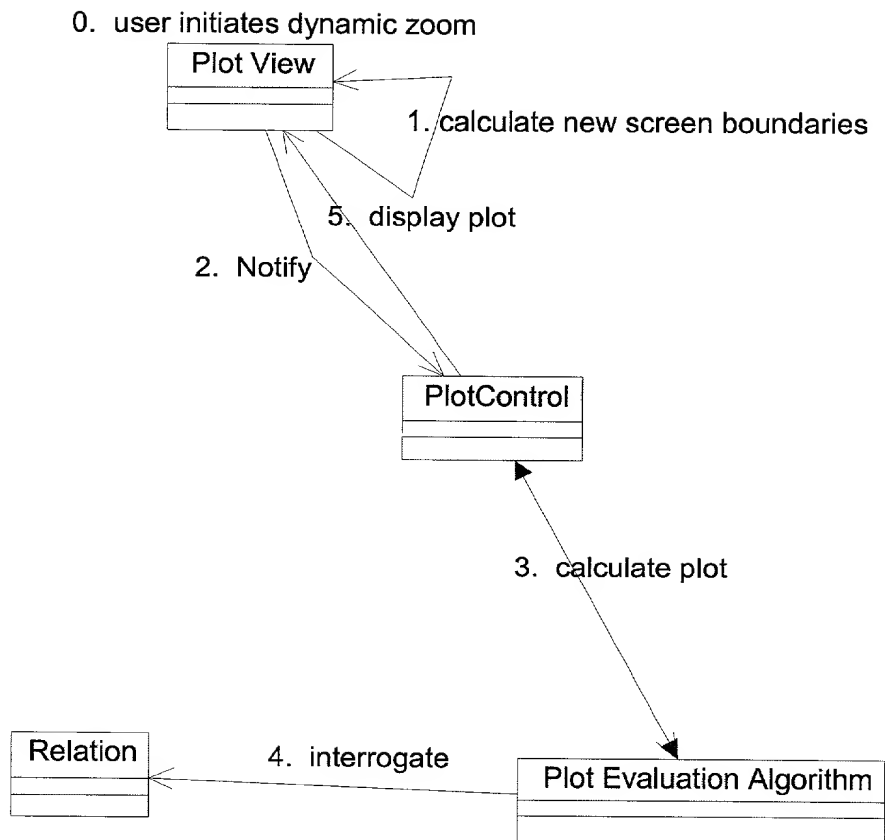 0. user initiates dynamic zoom
Plot View
1. calculate new screen boundaries
5. display plot
2. Notify
PlotControl
3. calculate plot
Relation
4. interrogate
Plot Evaluation Algorithm